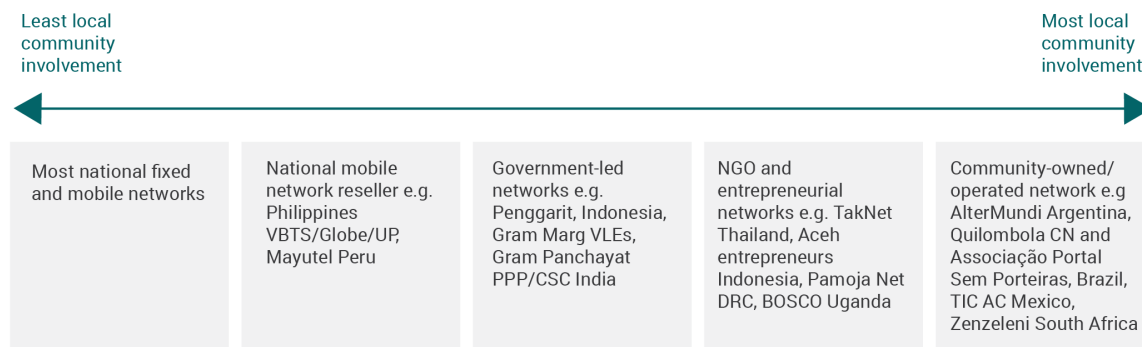 Least local
community
involvement
Most local
community
involvement
Most national fixed
and mobile networks
National mobile
network reseller e.g.
Philippines
VBTS/Globe/UP,
Mayutel Peru
Government-led
networks e.g.
Penggarit, Indonesia,
Gram Marg VLEs,
Gram Panchayat
PPP/CSC India
NGO and
entrepreneurial
networks e.g. TakNet
Thailand, Aceh
entrepreneurs
Indonesia, Pamoja Net
DRC, BOSCO Uganda
Community-owned/
operated network e.g
AlterMundi Argentina,
Quilombola CN and
Associação Portal
Sem Porteiras, Brazil,
TIC AC Mexico,
Zenzeleni South Africa